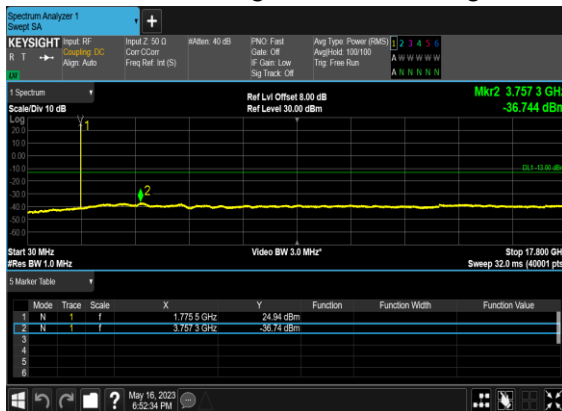 Spectrum Analyzer 1
Swept SA
KEYSIGHT Input: RF Input Z: 50 Ω #Atten: 40 dB PNO: Fast Avg Type: Power (RMS) 1 2 3 4 5 6
R T Coupling: DC Corr CCorr Gate: Off Avg|Hold: 100/100 A W W W W W
Align: Auto Freq Ref: Int (S) IF Gain: Low Trig: Free Run
Sig Track: Off A N N N N N
1 Spectrum Ref Lvl Offset 8.00 dB Mkr2 3.757 3 GHz
Scale/Div 10 dB Ref Level 30.00 dBm -36.744 dBm
Log
1
20.0
10.0
0.00
-10.0 DL1 -13.00 dBm
-20.0
-30.0 2
-40.0
-50.0
-60.0
Start 30 MHz Video BW 3.0 MHz* Stop 17.800 GHz
#Res BW 1.0 MHz Sweep 32.0 ms (40001 pts)
5 Marker Table
Mode Trace Scale X Y Function Function Width Function Value
1 N 1 f 1.775 5 GHz 24.94 dBm
2 N 1 f 3.757 3 GHz -36.74 dBm
3
4
5
6
? May 16, 2023
6:52:34 PM